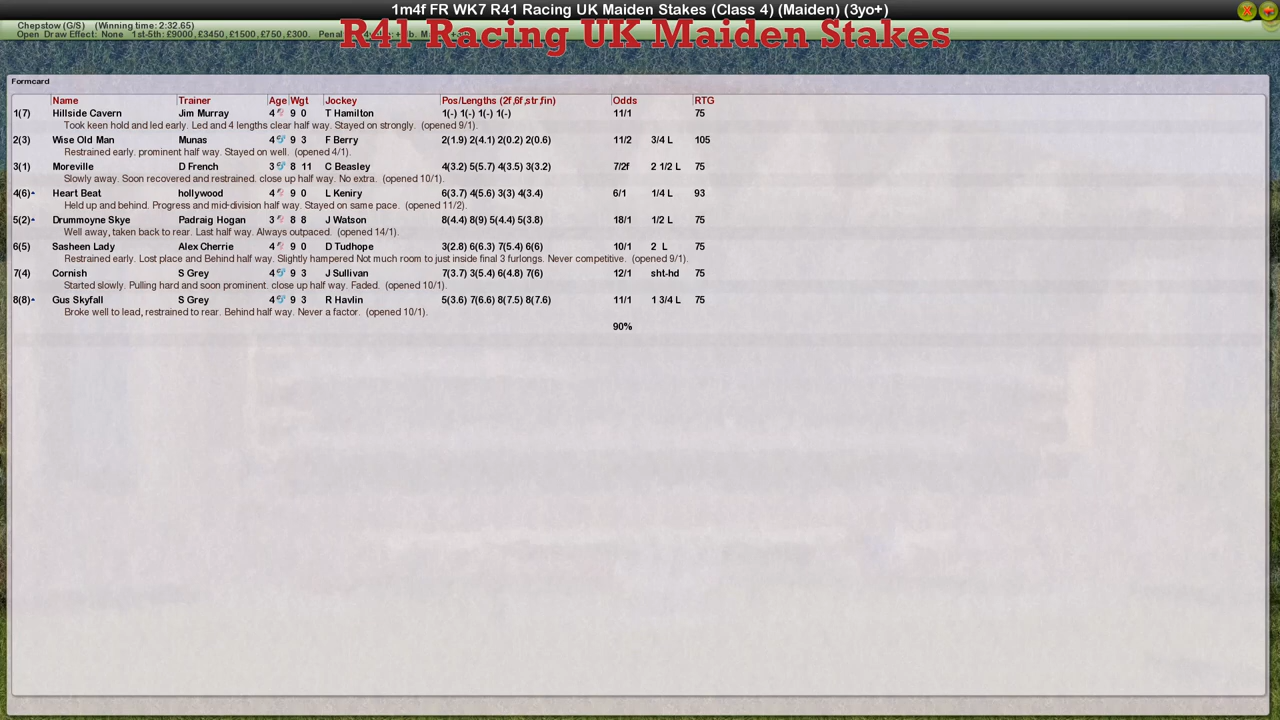 1m4f FR WK7 R41 Racing UK Maiden Stakes (Class 4) (Maiden) (3yo+)
Chepstow (G/S) (Winning time: 2:32.65)
R41 Racing UK Maiden Stakes
Open Draw Effect: None 1st-5th: £9000, £3450, £1500, £750, £300.
Formcard
Name Trainer Age Wgt Jockey Pos/Lengths (2f,6f,str,fin) Odds RTG
1(7) Hillside Cavern Jim Murray 4 9 0 T Hamilton 1(-) 1(-) 1(-) 1(-) 11/1 75
Took keen hold and led early. Led and 4 lengths clear half way. Stayed on strongly. (opened 9/1).
2(3) Wise Old Man Munas 4 9 3 F Berry 2(1.9) 2(4.1) 2(0.2) 2(0.6) 11/2 3/4 L 105
Restrained early. prominent half way. Stayed on well. (opened 4/1).
3(1) Moreville D French 3 8 11 C Beasley 4(3.2) 5(5.7) 4(3.5) 3(3.2) 7/2f 2 1/2 L 75
Slowly away. Soon recovered and restrained. close up half way. No extra. (opened 10/1).
4(6) Heart Beat hollywood 4 9 0 L Keniry 6(3.7) 4(5.6) 3(3) 4(3.4) 6/1 1/4 L 93
Held up and behind. Progress and mid-division half way. Stayed on same pace. (opened 11/2).
5(2) Drummoyne Skye Padraig Hogan 3 8 8 J Watson 8(4.4) 8(9) 5(4.4) 5(3.8) 18/1 1/2 L 75
Well away, taken back to rear. Last half way. Always outpaced. (opened 14/1).
6(5) Sasheen Lady Alex Cherrie 4 9 0 D Tudhope 3(2.8) 6(6.3) 7(5.4) 6(6) 10/1 2 L 75
Restrained early. Lost place and Behind half way. Slightly hampered Not much room to just inside final 3 furlongs. Never competitive. (opened 9/1).
7(4) Cornish S Grey 4 9 3 J Sullivan 7(3.7) 3(5.4) 6(4.8) 7(6) 12/1 sht-hd 75
Started slowly. Pulling hard and soon prominent. close up half way. Faded. (opened 10/1).
8(8) Gus Skyfall S Grey 4 9 3 R Havlin 5(3.6) 7(6.6) 8(7.5) 8(7.6) 11/1 1 3/4 L 75
Broke well to lead, restrained to rear. Behind half way. Never a factor. (opened 10/1).
90%